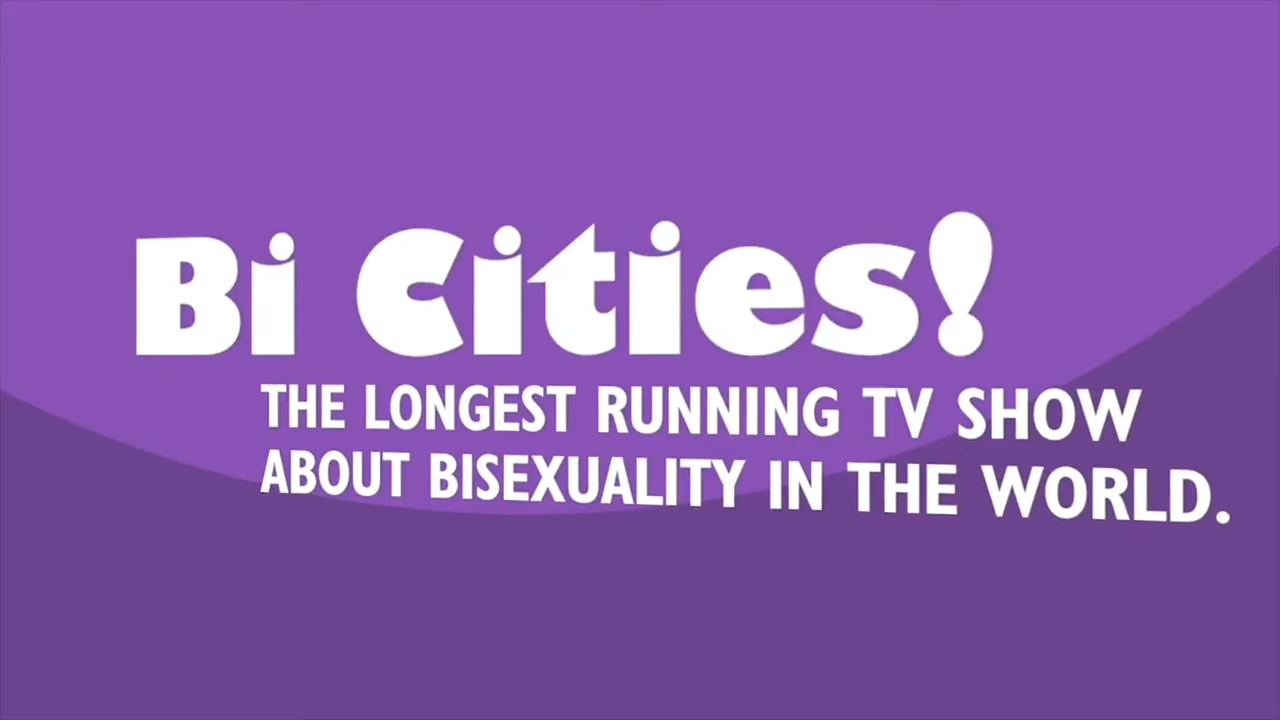 Bi Cities!
THE LONGEST RUNNING TV SHOW
ABOUT BISEXUALITY IN THE WORLD.